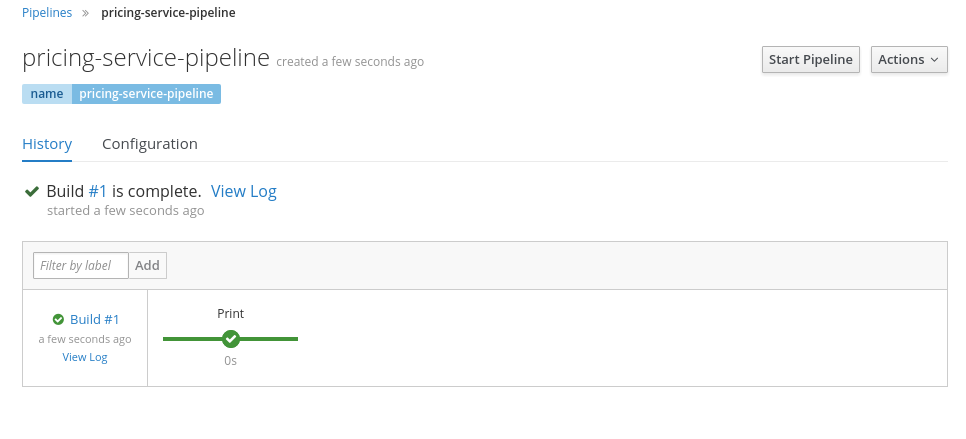 Pipelines » pricing-service-pipeline
pricing-service-pipeline created a few seconds ago
Start Pipeline Actions
name pricing-service-pipeline
History Configuration
Build #1 is complete. View Log
started a few seconds ago
Filter by label Add
Build #1
a few seconds ago
View Log
Print
0s